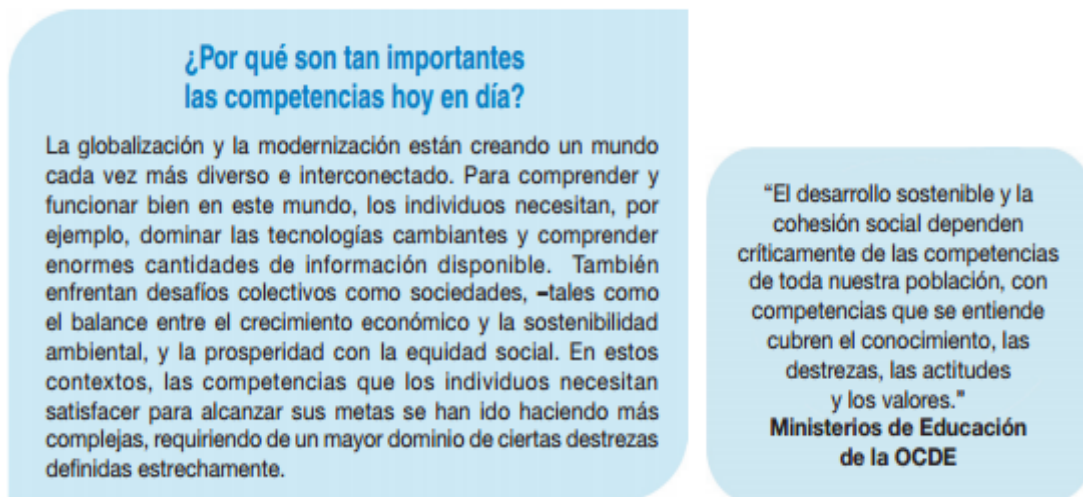 ¿Por qué son tan importantes
las competencias hoy en día?
La globalización y la modernización están creando un mundo
cada vez más diverso e interconectado. Para comprender y
funcionar bien en este mundo, los individuos necesitan, por
ejemplo, dominar las tecnologías cambiantes y comprender
enormes cantidades de información disponible. También
enfrentan desafíos colectivos como sociedades, –tales como
el balance entre el crecimiento económico y la sostenibilidad
ambiental, y la prosperidad con la equidad social. En estos
contextos, las competencias que los individuos necesitan
satisfacer para alcanzar sus metas se han ido haciendo más
complejas, requiriendo de un mayor dominio de ciertas destrezas
definidas estrechamente.
“El desarrollo sostenible y la
cohesión social dependen
críticamente de las competencias
de toda nuestra población, con
competencias que se entiende
cubren el conocimiento, las
destrezas, las actitudes
y los valores.”
Ministerios de Educación
de la OCDE